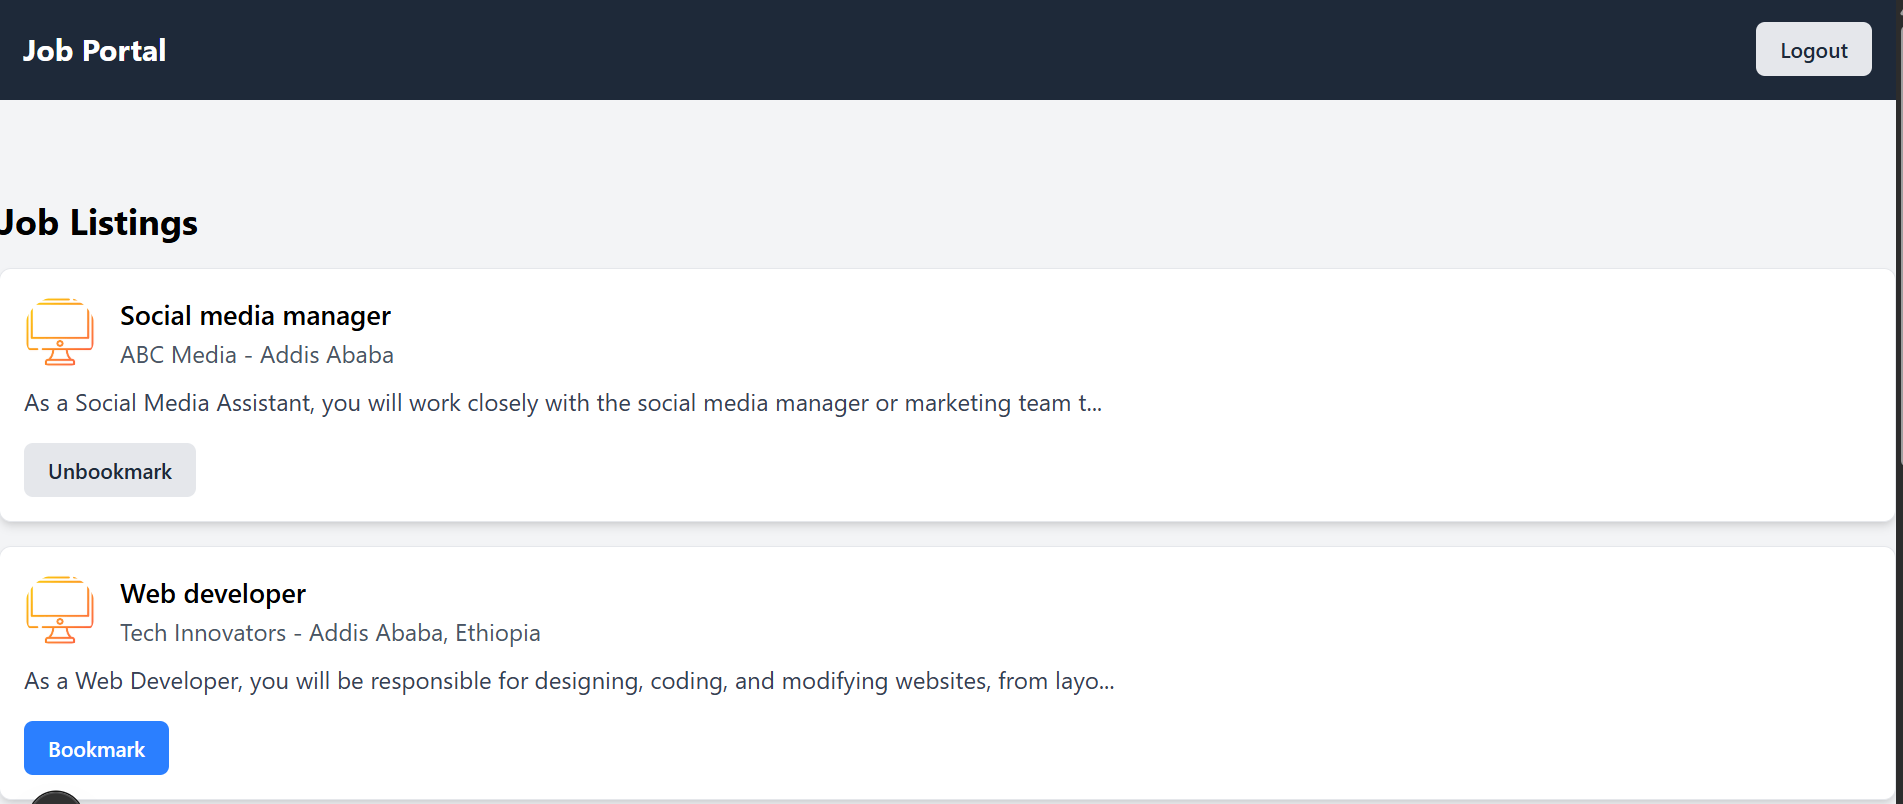 Job Portal
Logout
Job Listings
Social media manager
ABC Media - Addis Ababa
As a Social Media Assistant, you will work closely with the social media manager or marketing team t...
Unbookmark
Web developer
Tech Innovators - Addis Ababa, Ethiopia
As a Web Developer, you will be responsible for designing, coding, and modifying websites, from layo...
Bookmark